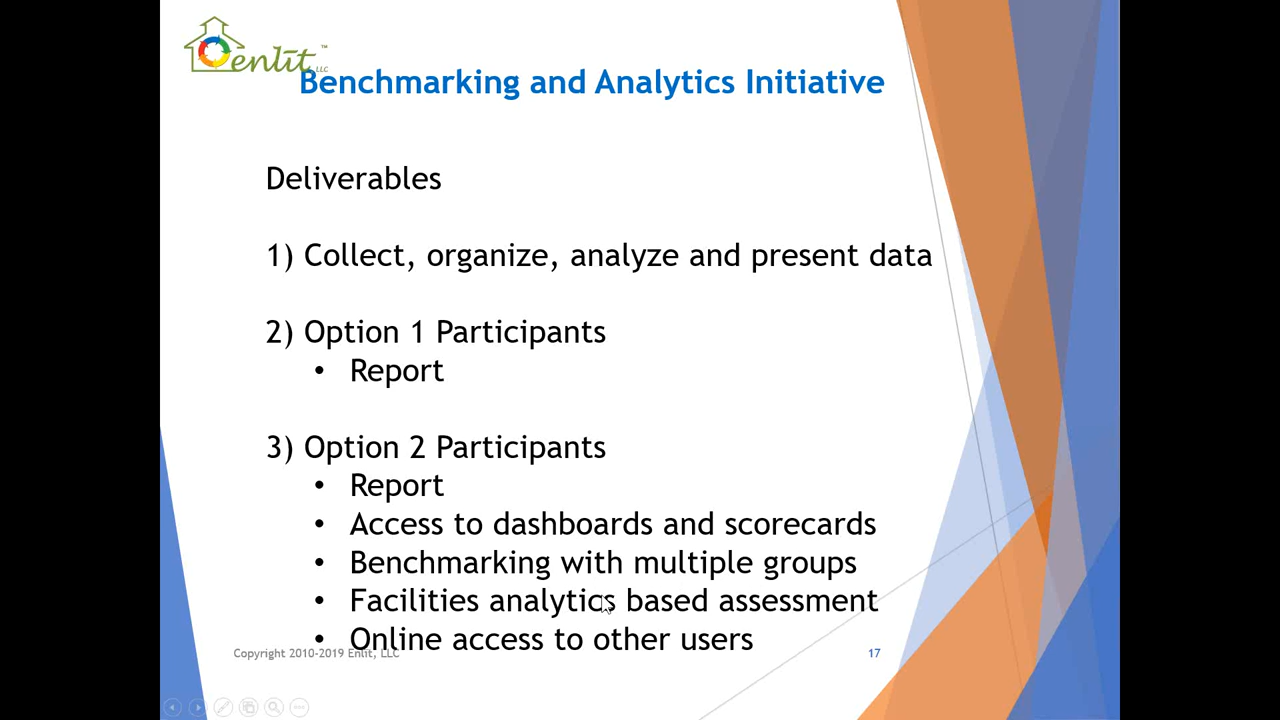 enlit™
LLC
Benchmarking and Analytics Initiative
Deliverables
1) Collect, organize, analyze and present data
2) Option 1 Participants
• Report
3) Option 2 Participants
• Report
• Access to dashboards and scorecards
• Benchmarking with multiple groups
• Facilities analytics based assessment
• Online access to other users
Copyright 2010-2019 Enlit, LLC
17